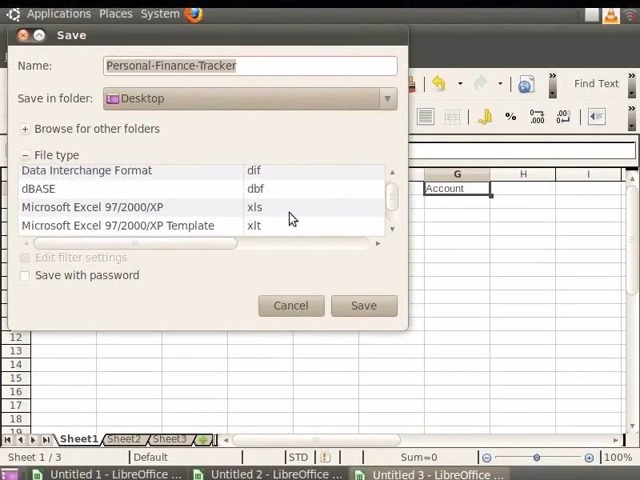 Applications Places System
Save
Name: Personal-Finance-Tracker
Save in folder: Desktop
Find Text
Browse for other folders
%
File type
Data Interchange Format dif
dBASE dbf
Microsoft Excel 97/2000/XP xls
Microsoft Excel 97/2000/XP Template xlt
G H I
Account
Edit filter settings
Save with password
Cancel Save
12
13
14
15
16
17
18
19
Sheet1 Sheet2 Sheet3
Sheet 1 / 3 Default STD Sum=0 100%
Untitled 1 - LibreOffice ... Untitled 2 - LibreOffice ... Untitled 3 - LibreOffice ...